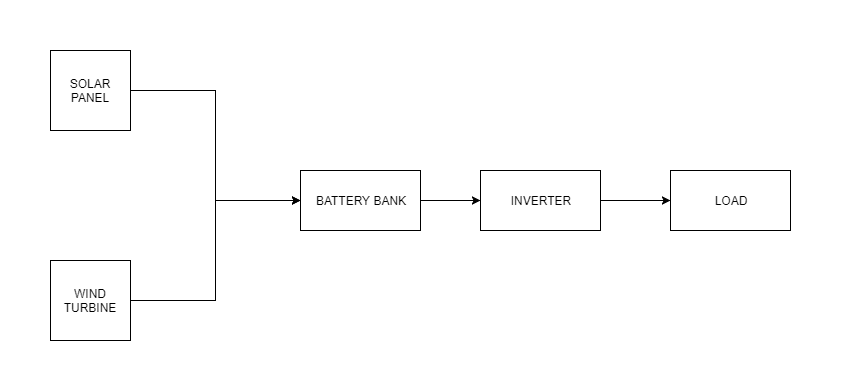 SOLAR
PANEL
BATTERY BANK
INVERTER
LOAD
WIND
TURBINE